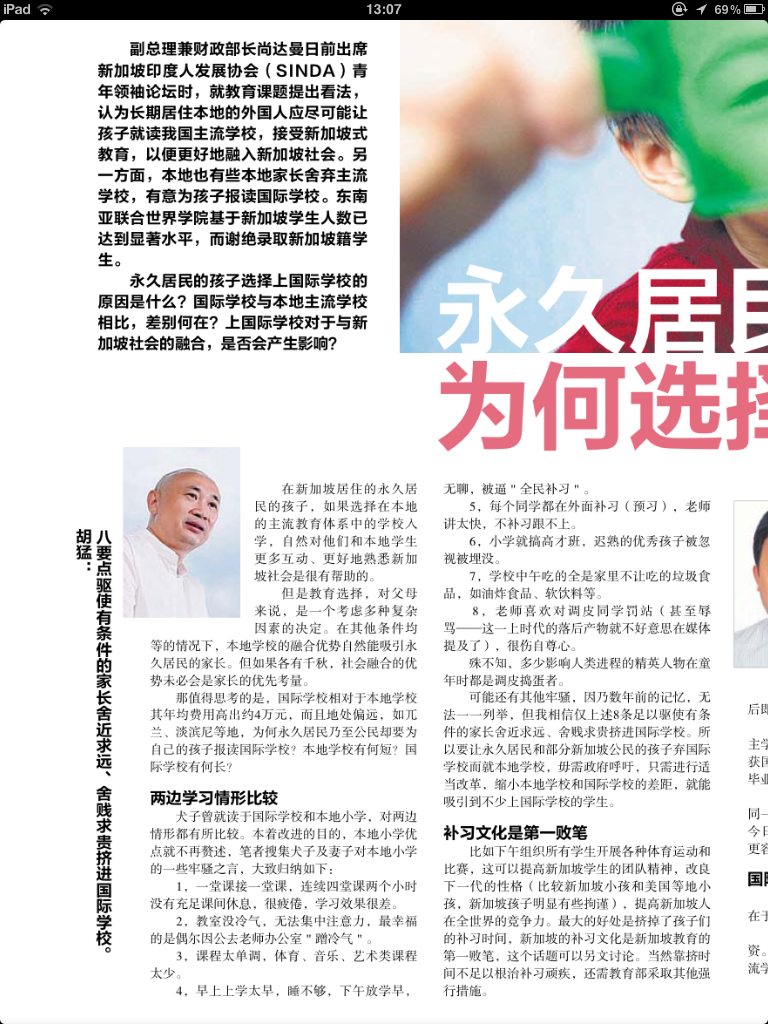 iPad 13:07 69%
副总理兼财政部长尚达曼日前出席
新加坡印度人发展协会（SINDA）青
年领袖论坛时，就教育课题提出看法，
认为长期居住本地的外国人应尽可能让
孩子就读我国主流学校，接受新加坡式
教育，以便更好地融入新加坡社会。另
一方面，本地也有些本地家长舍弃主流
学校，有意为孩子报读国际学校。东南
亚联合世界学院基于新加坡学生人数已
达到显著水平，而谢绝录取新加坡籍学
生。
永久居民的孩子选择上国际学校的
原因是什么？国际学校与本地主流学校
相比，差别何在？上国际学校对于与新
加坡社会的融合，是否会产生影响？
永久居民
为何选择
胡猛：
八要点驱使有条件的家长舍近求远、舍贱求贵挤进国际学校。
在新加坡居住的永久居
民的孩子，如果选择在本地
的主流教育体系中的学校入
学，自然对他们和本地学生
更多互动、更好地熟悉新加
坡社会是很有帮助的。
但是教育选择，对父母
来说，是一个考虑多种复杂
因素的决定。在其他条件均
等的情况下，本地学校的融合优势自然能吸引永
久居民的家长。但如果各有千秋，社会融合的优
势未必会是家长的优先考量。
那值得思考的是，国际学校相对于本地学校
其年均费用高出约4万元，而且地处偏远，如兀
兰、淡滨尼等地，为何永久居民乃至公民却要为
自己的孩子报读国际学校？本地学校有何短？国
际学校有何长？
两边学习情形比较
犬子曾就读于国际学校和本地小学，对两边
情形都有所比较。本着改进的目的，本地小学优
点就不再赘述，笔者搜集犬子及妻子对本地小学
的一些牢骚之言，大致归纳如下：
1，一堂课接一堂课，连续四堂课两个小时
没有充足课间休息，很疲倦，学习效果很差。
2，教室没冷气，无法集中注意力，最幸福
的是偶尔因公去老师办公室"蹭冷气"。
3，课程太单调，体育、音乐、艺术类课程
太少。
4，早上上学太早，睡不够，下午放学早，
无聊，被逼"全民补习"。
5，每个同学都在外面补习（预习），老师
讲太快，不补习跟不上。
6，小学就搞高才班，迟熟的优秀孩子被忽
视被埋没。
7，学校中午吃的全是家里不让吃的垃圾食
品，如油炸食品、软饮料等。
8，老师喜欢对调皮同学罚站（甚至辱
骂——这一上时代的落后产物就不好意思在媒体
提及了），很伤自尊心。
殊不知，多少影响人类进程的精英人物在童
年时都是调皮捣蛋者。
可能还有其他牢骚，因乃数年前的记忆，无
法一一列举，但我相信仅上述8条足以驱使有条
件的家长舍近求远、舍贱求贵挤进国际学校。所
以要让永久居民和部分新加坡公民的孩子弃国际
学校而就本地学校，毋需政府呼吁，只需进行适
当改革，缩小本地学校和国际学校的差距，就能
吸引到不少上国际学校的学生。
补习文化是第一败笔
比如下午组织所有学生开展各种体育运动和
比赛，这可以提高新加坡学生的团队精神，改良
下一代的性格（比较新加坡小孩和美国等地小
孩，新加坡孩子明显有些拘谨），提高新加坡人
在全世界的竞争力。最大的好处是挤掉了孩子们
的补习时间，新加坡的补习文化是新加坡教育的
第一败笔，这个话题可以另文讨论。当然靠挤时
间不足以根治补习顽疾，还需教育部采取其他强
行措施。
后即
主学
获国
毕业
同一
今日
更容
国际
在于
资。
流学